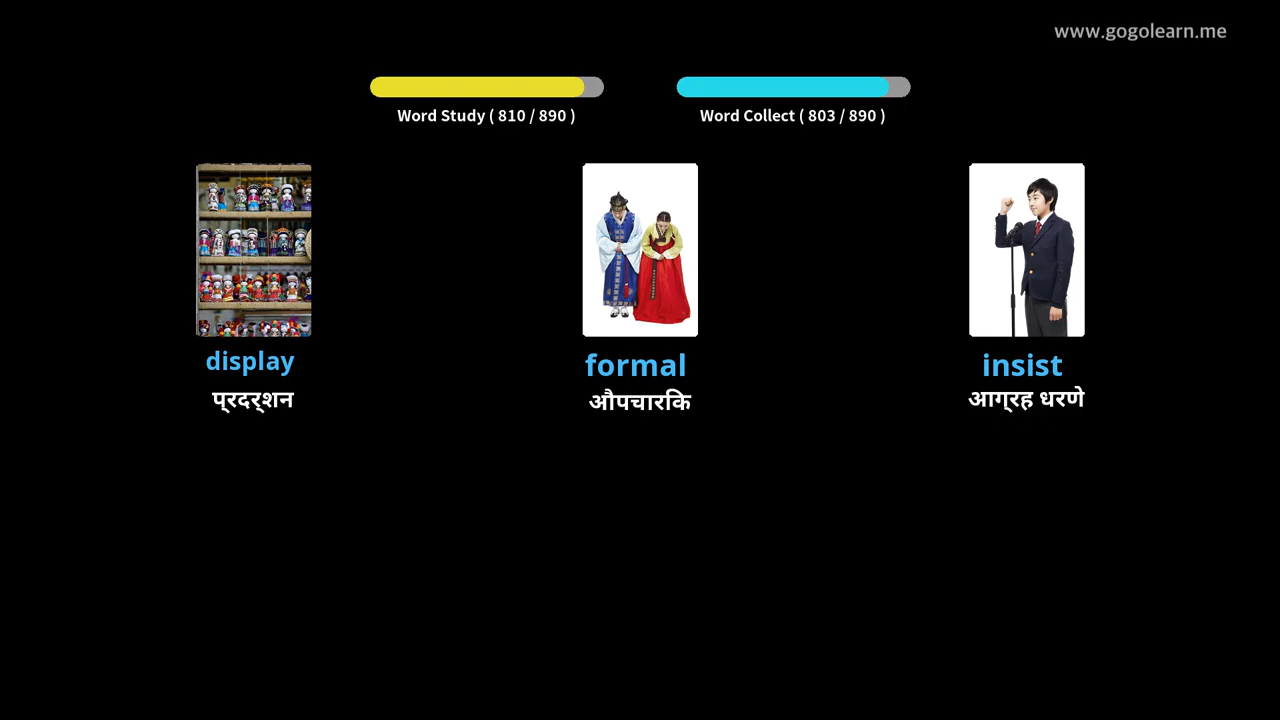 www.gogolearn.me
Word Study ( 810 / 890 )
Word Collect ( 803 / 890 )
display
formal
insist
प्रदर्शन
औपचारिक
आग्रह धरणे